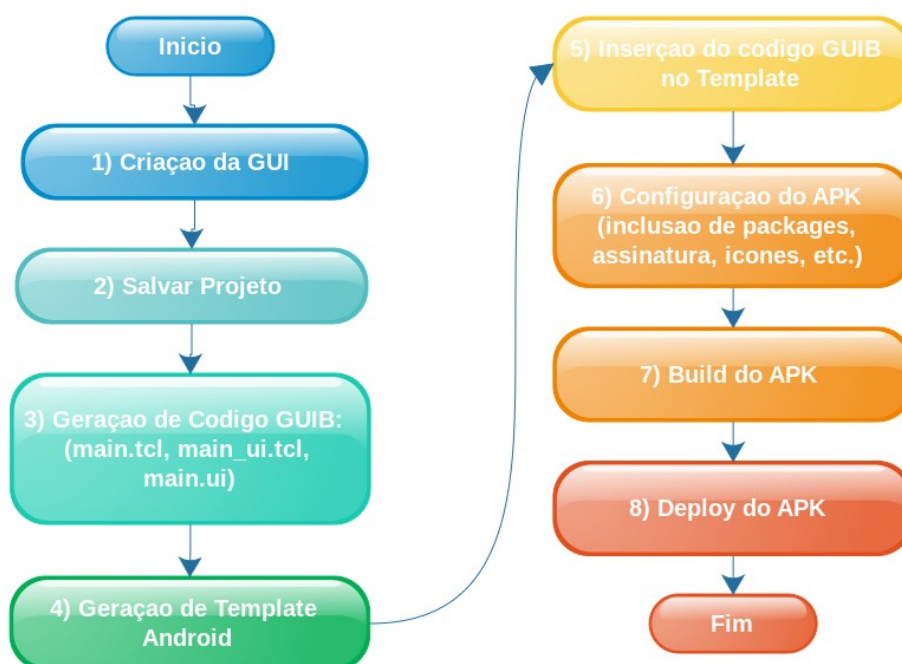 Inicio
1) Criaçao da GUI
2) Salvar Projeto
3) Geraçao de Codigo GUIB:
(main.tcl, main_ui.tcl,
main.ui)
4) Geraçao de Template
Android
5) Inserçao do codigo GUIB
no Template
6) Configuraçao do APK
(inclusao de packages,
assinatura, icones, etc.)
7) Build do APK
8) Deploy do APK
Fim